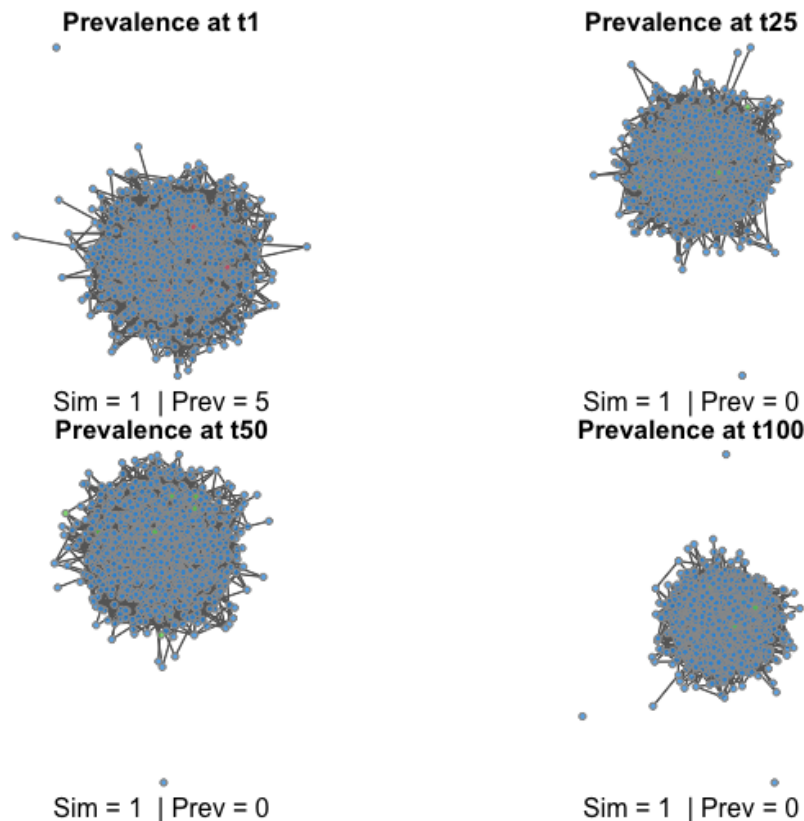 Prevalence at t1
Prevalence at t25
Sim = 1 | Prev = 5
Sim = 1 | Prev = 0
Prevalence at t50
Prevalence at t100
Sim = 1 | Prev = 0
Sim = 1 | Prev = 0